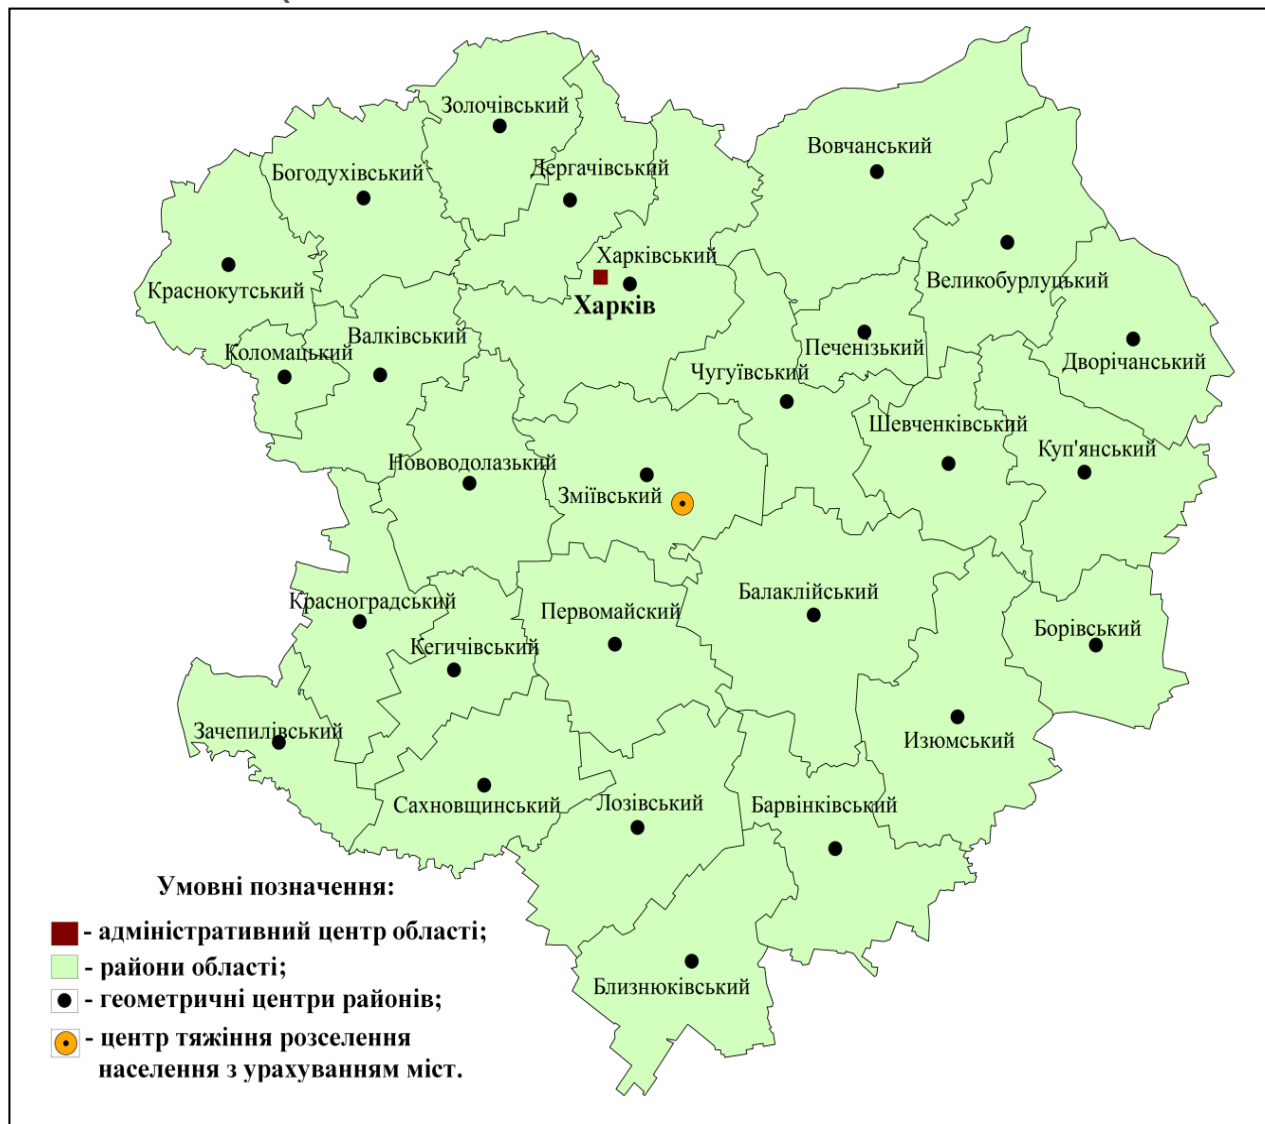 Золочівський
Вовчанський
Богодухівський
Дергачівський
Харківський
Великобурлуцький
Краснокутський
Харків
Валківський
Коломацький
Печенізький
Дворічанський
Чугуївський
Шевченківський
Куп'янський
Нововодолазький
Зміївський
Балаклійський
Красноградський
Первомайский
Борівський
Кегичівський
Зачепилівський
Изюмський
Сахновщинський
Лозівський
Барвінківський
Близнюківський
Умовні позначення:
- адміністративний центр області;
- райони області;
- геометричні центри районів;
- центр тяжіння розселення
населення з урахуванням міст.